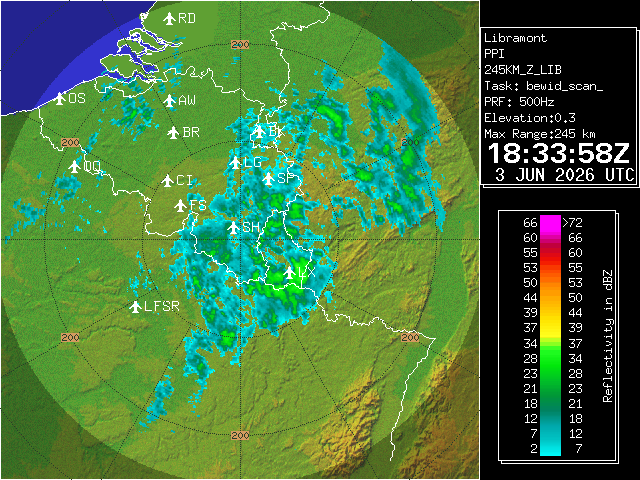 Libramont
PPI
245KM_Z_LIB
Task: bewid_scan_
PRF: 500Hz
Elevation:0.3
Max Range:245 km
18:33:58Z
3 JUN 2026 UTC
RD
200
OS
AW
BR
BK
200
200
QQ
LG
CI
SP
FS
SH
LX
LFSR
200
200
200
66 >72
60 66
55 60
53 55
50 53
44 50
39 44
37 39
34 37
28 34
23 28
21 23
18 21
12 18
7 12
2 7
Reflectivity in dBZ